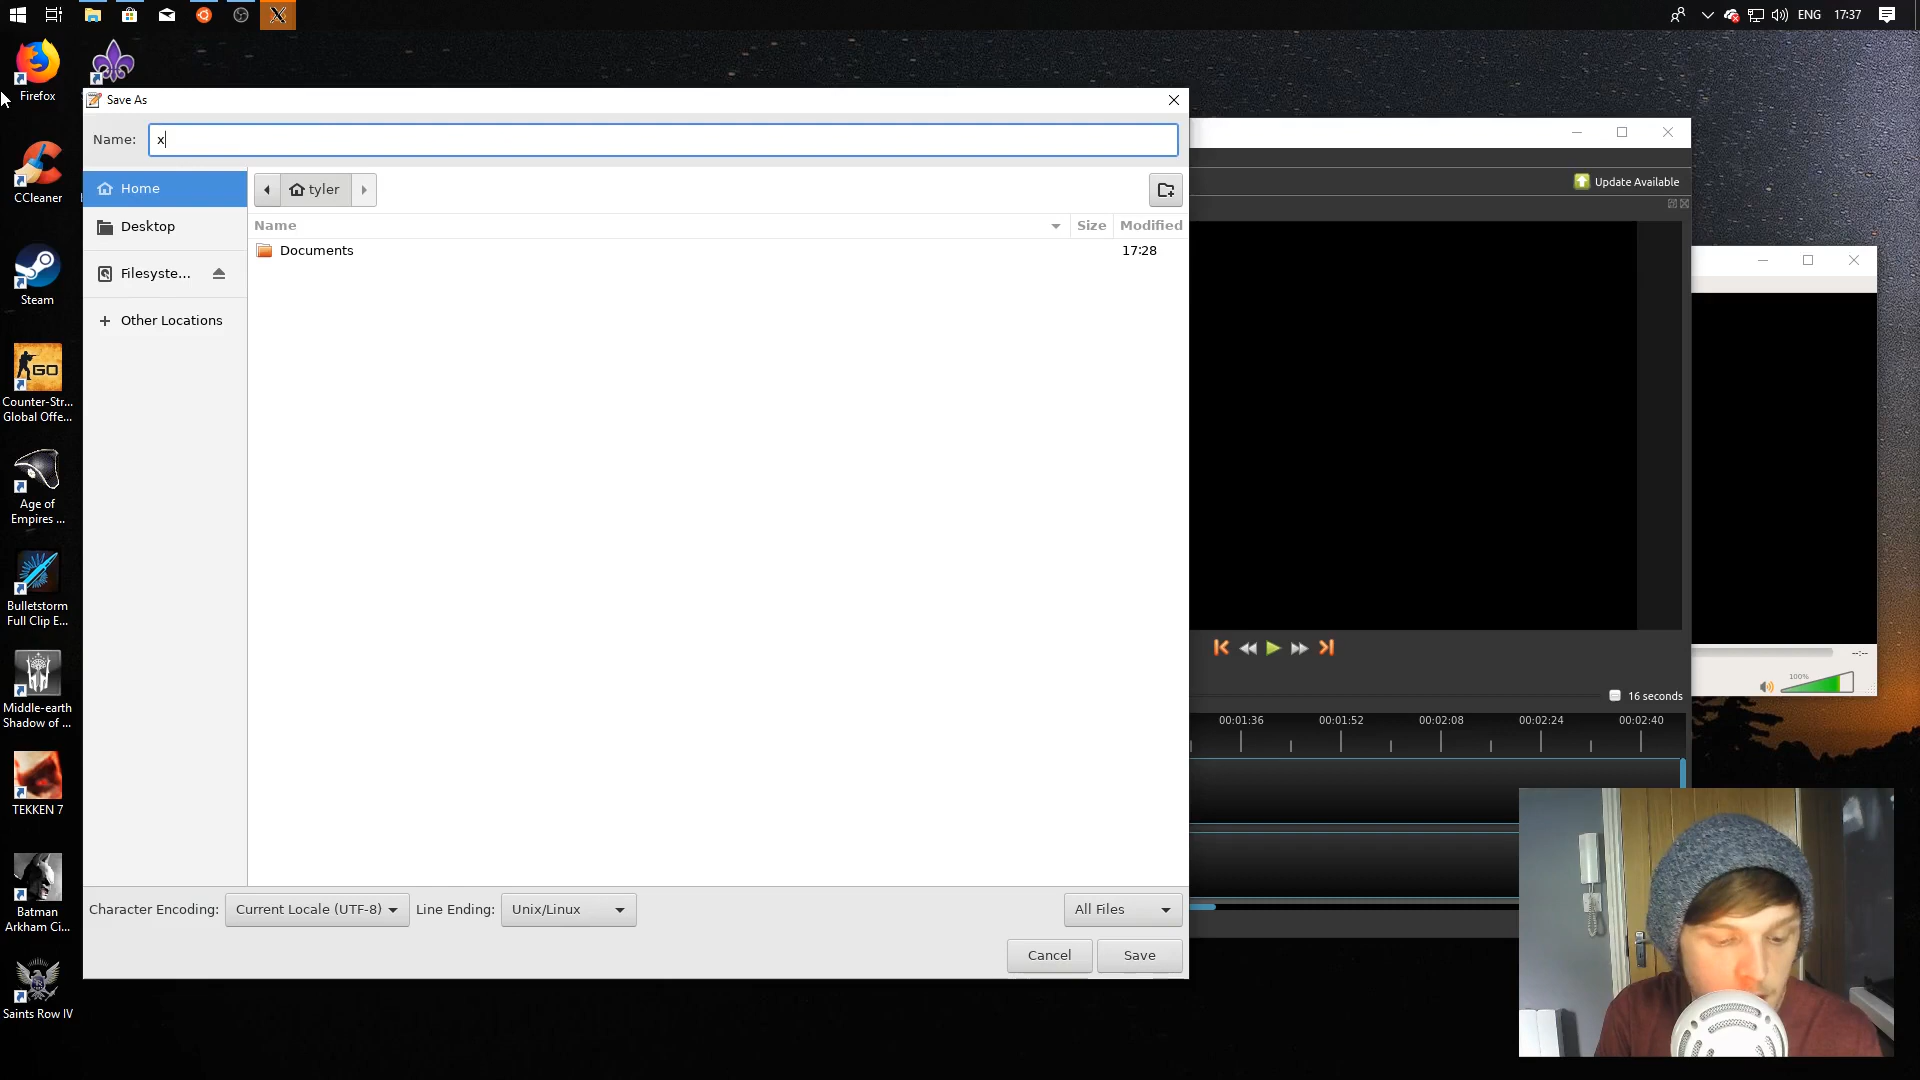 ENG
17:37
Firefox
Save As
Name:
x
Update Available
Home
tyler
CCleaner
Desktop
Name
Size
Modified
Documents
17:28
Filesyste...
Steam
Other Locations
GO
Counter-Str...
Global Offe...
Age of
Empires ...
Bulletstorm
Full Clip E...
--:--
100%
16 seconds
Middle-earth
Shadow of ...
00:01:36
00:01:52
00:02:08
00:02:24
00:02:40
TEKKEN 7
Character Encoding:
Current Locale (UTF-8)
Line Ending:
Unix/Linux
All Files
Batman
Arkham Ci...
Cancel
Save
Saints Row IV